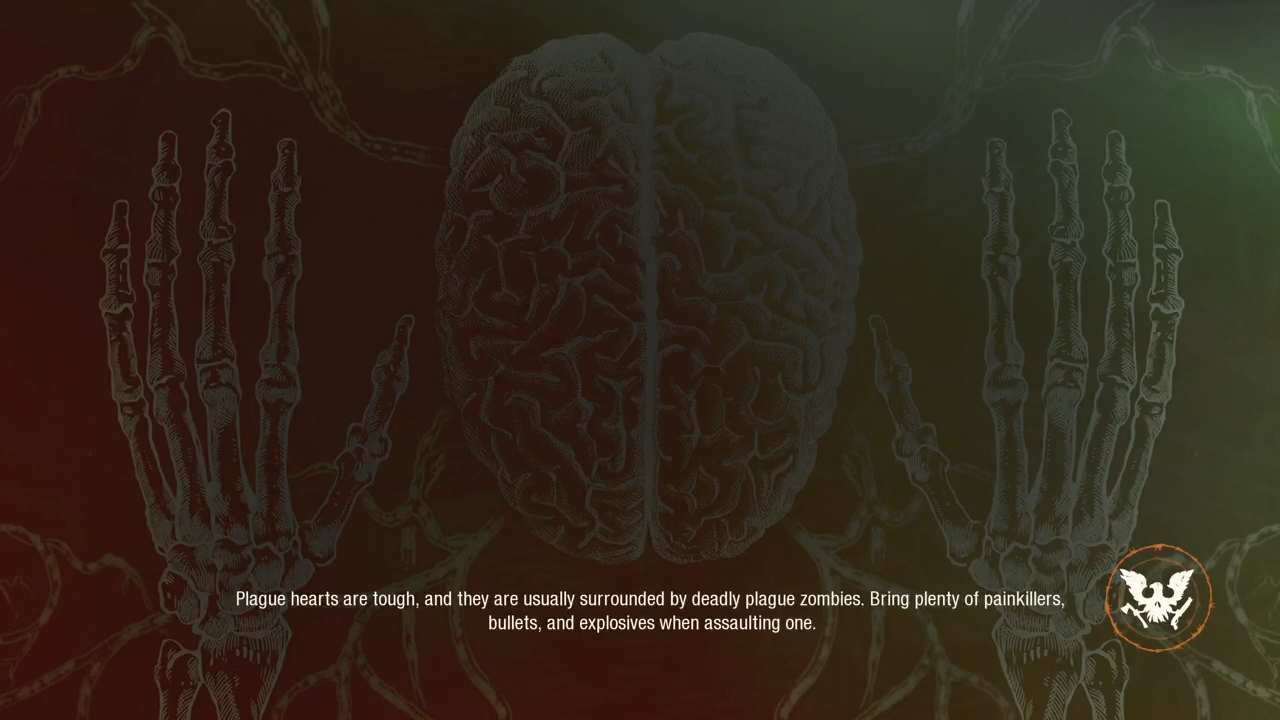 Plague hearts are tough, and they are usually surrounded by deadly plague zombies. Bring plenty of painkillers,
bullets, and explosives when assaulting one.